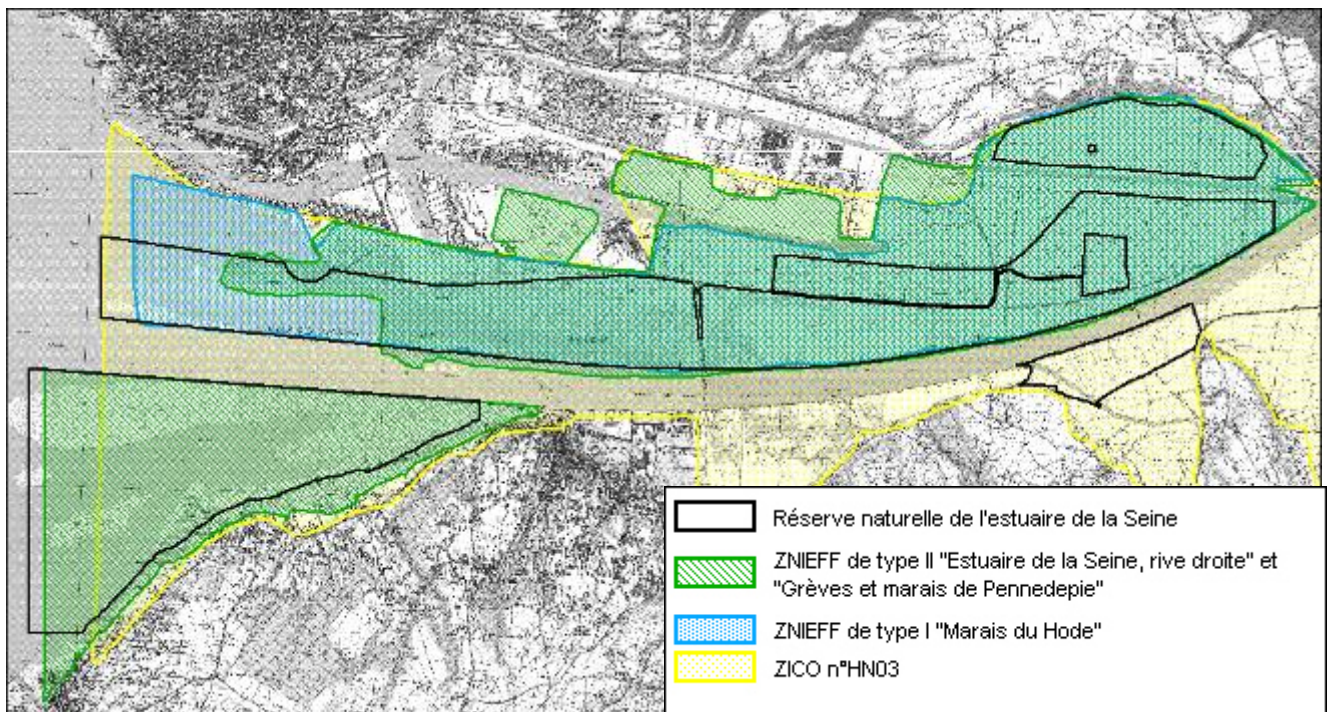 Réserve naturelle de l'estuaire de la Seine
ZNIEFF de type II "Estuaire de la Seine, rive droite" et
"Grèves et marais de Pennedepie"
ZNIEFF de type I "Marais du Hode"
ZICO n°HN03